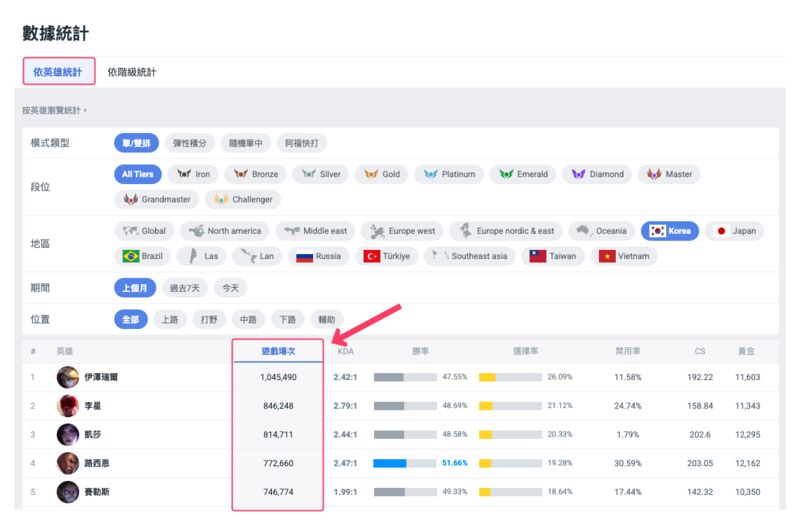 數據統計
依英雄統計 依階級統計
按英雄瀏覽統計
模式類型 單/雙排 彈性積分 隨機單中 阿福快打
段位 All Tiers Iron Bronze Silver Gold Platinum Emerald Diamond Master
Grandmaster Challenger
地區 Global North america Middle east Europe west Europe nordic & east Oceania Korea Japan
Brazil Las Lan Russia Türkiye Southeast asia Taiwan Vietnam
期間 上個月 過去7天 今天
位置 全部 上路 打野 中路 下路 輔助
# 英雄 遊戲場次 KDA 勝率 選擇率 禁用率 CS 黃金
1 伊澤瑞爾 1,045,490 2.42:1 47.55% 26.09% 11.58% 192.22 11,603
2 李星 846,248 2.79:1 48.69% 21.12% 24.74% 158.84 11,343
3 凱莎 814,711 2.44:1 48.58% 20.33% 1.79% 202.6 12,295
4 路西恩 772,660 2.47:1 51.66% 19.28% 30.59% 203.05 12,162
5 賽勒斯 746,774 1.99:1 49.33% 18.64% 17.44% 142.32 10,350